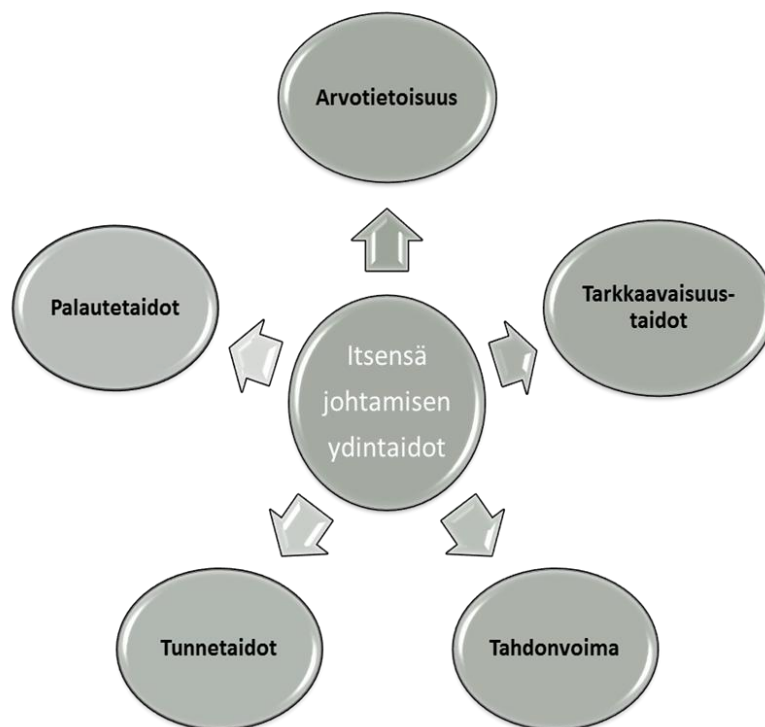 Arvotietoisuus
Tarkkaavaisuus-
taidot
Palautetaidot
Itsensä
johtamisen
ydintaidot
Tunnetaidot
Tahdonvoima